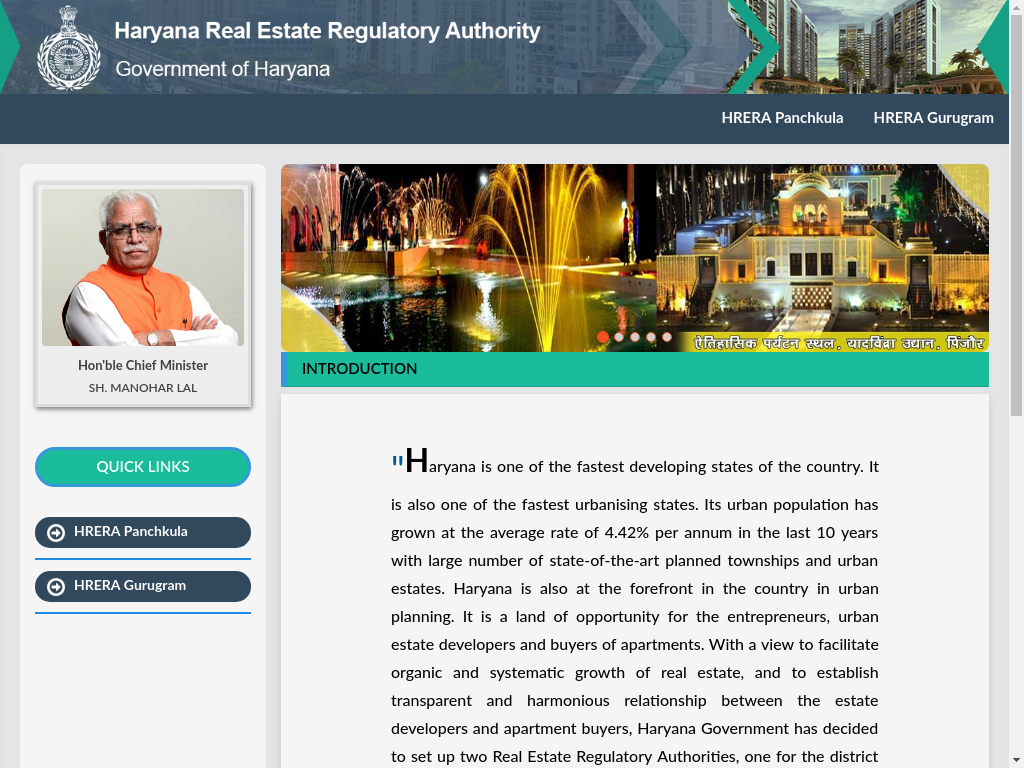 Haryana Real Estate Regulatory Authority
Government of Haryana
HRERA Panchkula
HRERA Gurugram
Hon'ble Chief Minister
SH. MANOHAR LAL
QUICK LINKS
HRERA Panchkula
HRERA Gurugram
ऐतिहासिक पर्यटन स्थल, यादविंद्रा उद्यान, पिंजौर
INTRODUCTION
"Haryana is one of the fastest developing states of the country. It
is also one of the fastest urbanising states. Its urban population has
grown at the average rate of 4.42% per annum in the last 10 years
with large number of state-of-the-art planned townships and urban
estates. Haryana is also at the forefront in the country in urban
planning. It is a land of opportunity for the entrepreneurs, urban
estate developers and buyers of apartments. With a view to facilitate
organic and systematic growth of real estate, and to establish
transparent and harmonious relationship between the estate
developers and apartment buyers, Haryana Government has decided
to set up two Real Estate Regulatory Authorities, one for the district